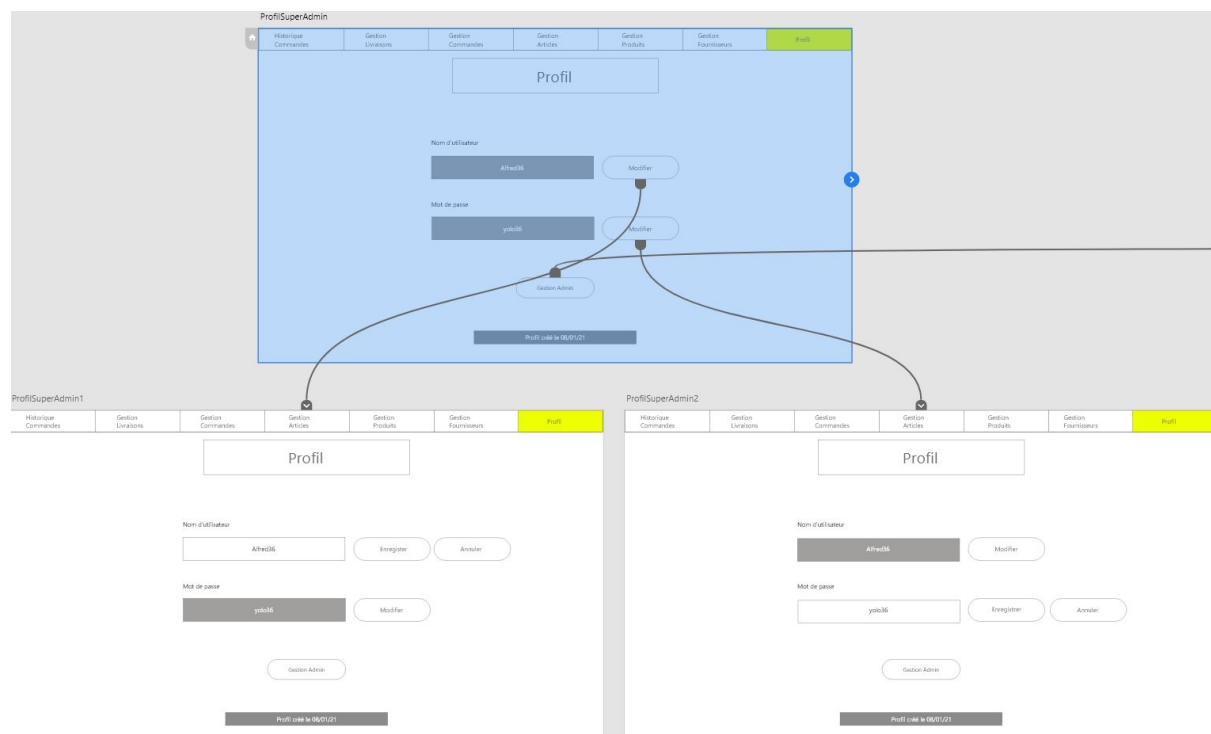 ProfilSuperAdmin
Historique Commandes
Gestion Livraisons
Gestion Commandes
Gestion Articles
Gestion Produits
Gestion Fournisseurs
Profil
Profil
Nom d'utilisateur
Alfred36
Modifier
Mot de passe
yolo36
Modifier
Gestion Admin
Profil créé le 08/01/21
ProfilSuperAdmin1
Historique Commandes
Gestion Livraisons
Gestion Commandes
Gestion Articles
Gestion Produits
Gestion Fournisseurs
Profil
Profil
Nom d'utilisateur
Alfred36
Enregister
Annuler
Mot de passe
yolo36
Modifier
Gestion Admin
Profil créé le 08/01/21
ProfilSuperAdmin2
Historique Commandes
Gestion Livraisons
Gestion Commandes
Gestion Articles
Gestion Produits
Gestion Fournisseurs
Profil
Profil
Nom d'utilisateur
Alfred36
Modifier
Mot de passe
yolo36
Enregistrer
Annuler
Gestion Admin
Profil créé le 08/01/21